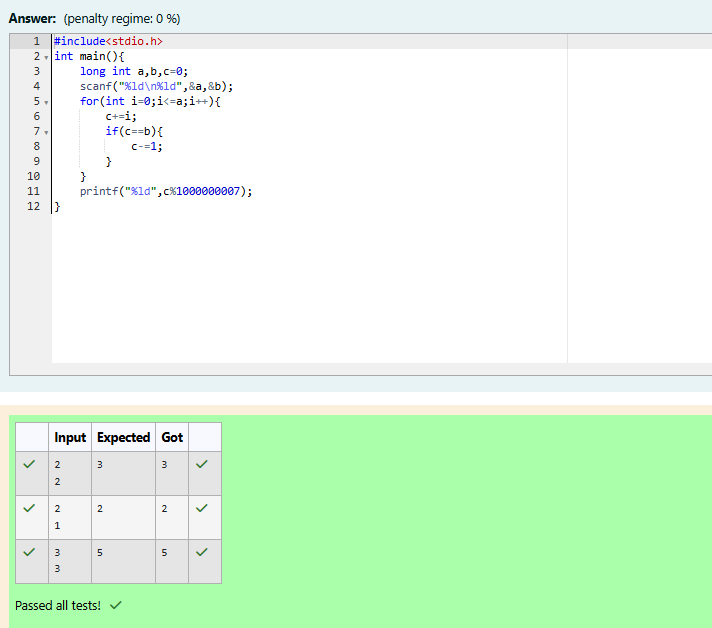 Answer: (penalty regime: 0 %)
1 #include<stdio.h>
2 int main(){
3 long int a,b,c=0;
4 scanf("%ld\n%ld",&a,&b);
5 for(int i=0;i<=a;i++){
6 c+=i;
7 if(c==b){
8 c-=1;
9 }
10 }
11 printf("%ld",c%1000000007);
12 }
Input Expected Got
2 3 3
2
2 2 2
1
3 5 5
3
Passed all tests!